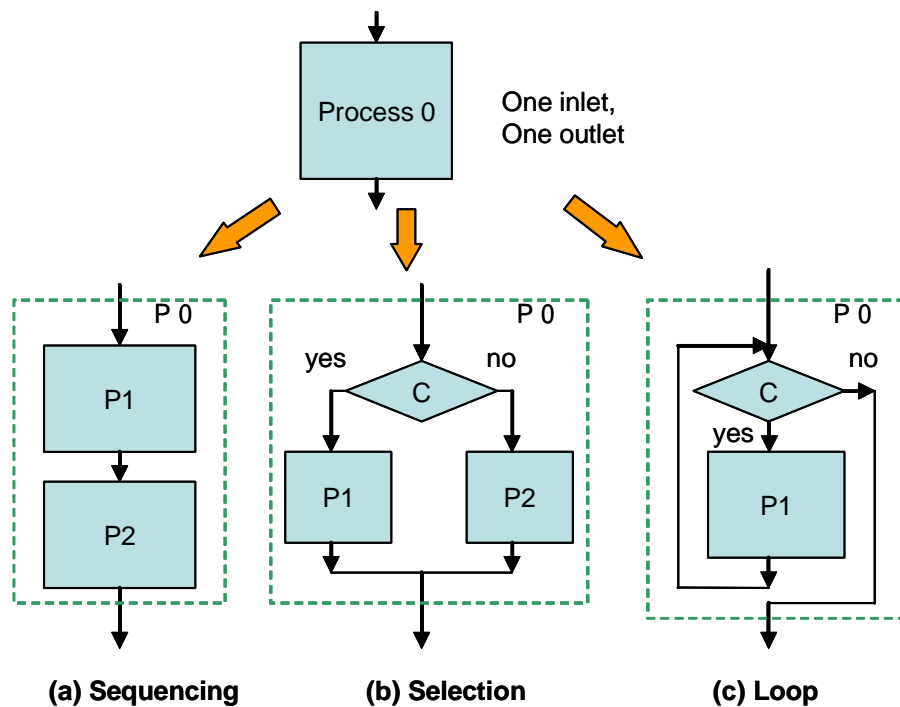 Process 0
One inlet,
One outlet
P 0
P1
P2
(a) Sequencing
P 0
yes
no
C
P1
P2
(b) Selection
P 0
no
C
yes
P1
(c) Loop